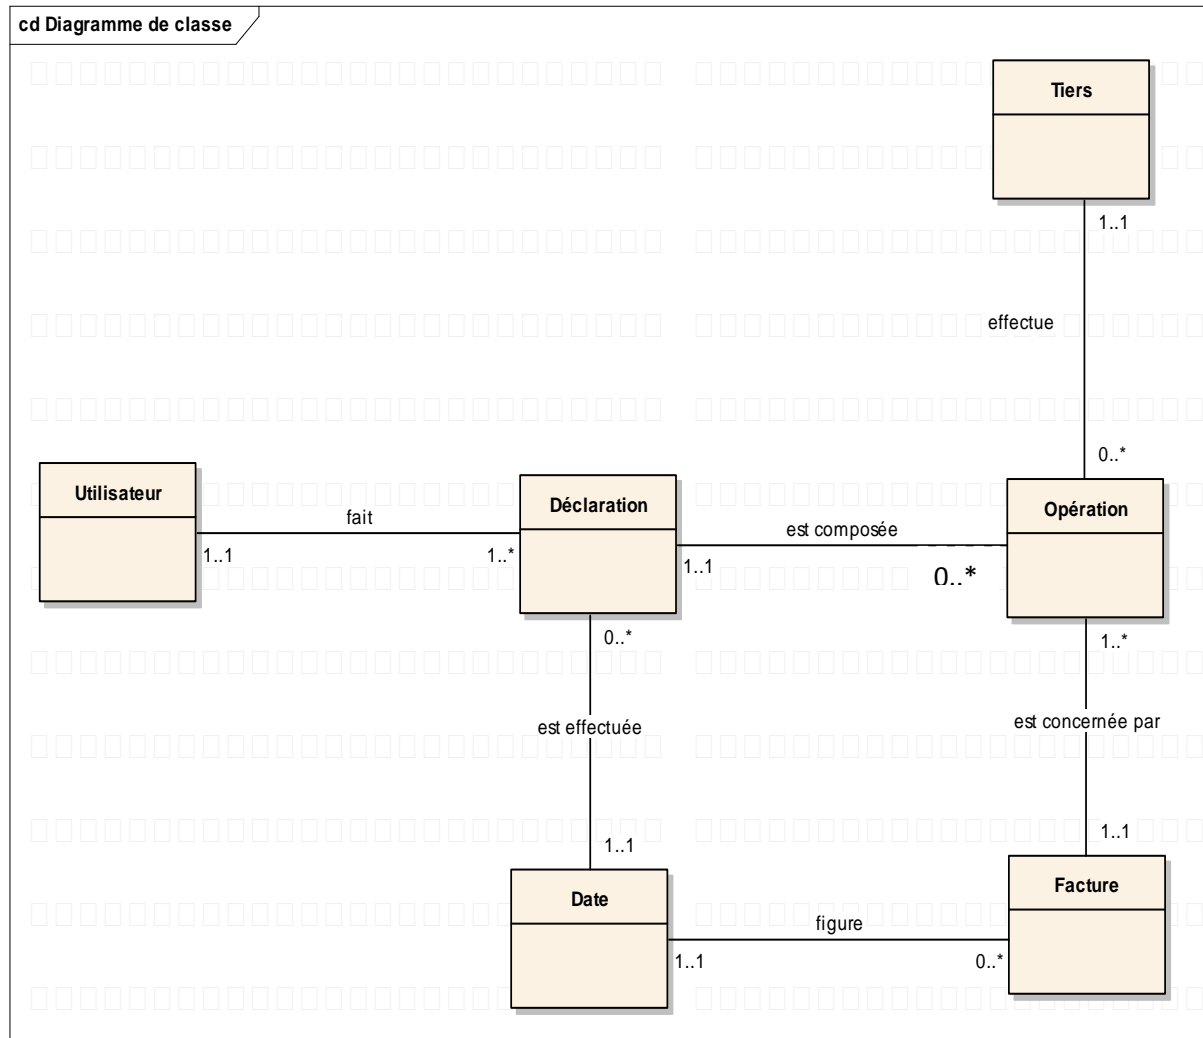 cd Diagramme de classe
Tiers
1..1
effectue
0..*
Utilisateur
Déclaration
Opération
fait
est composée
1..1
1..*
1..1
0..*
0..*
1..*
est effectuée
est concernée par
1..1
1..1
Date
Facture
figure
1..1
0..*